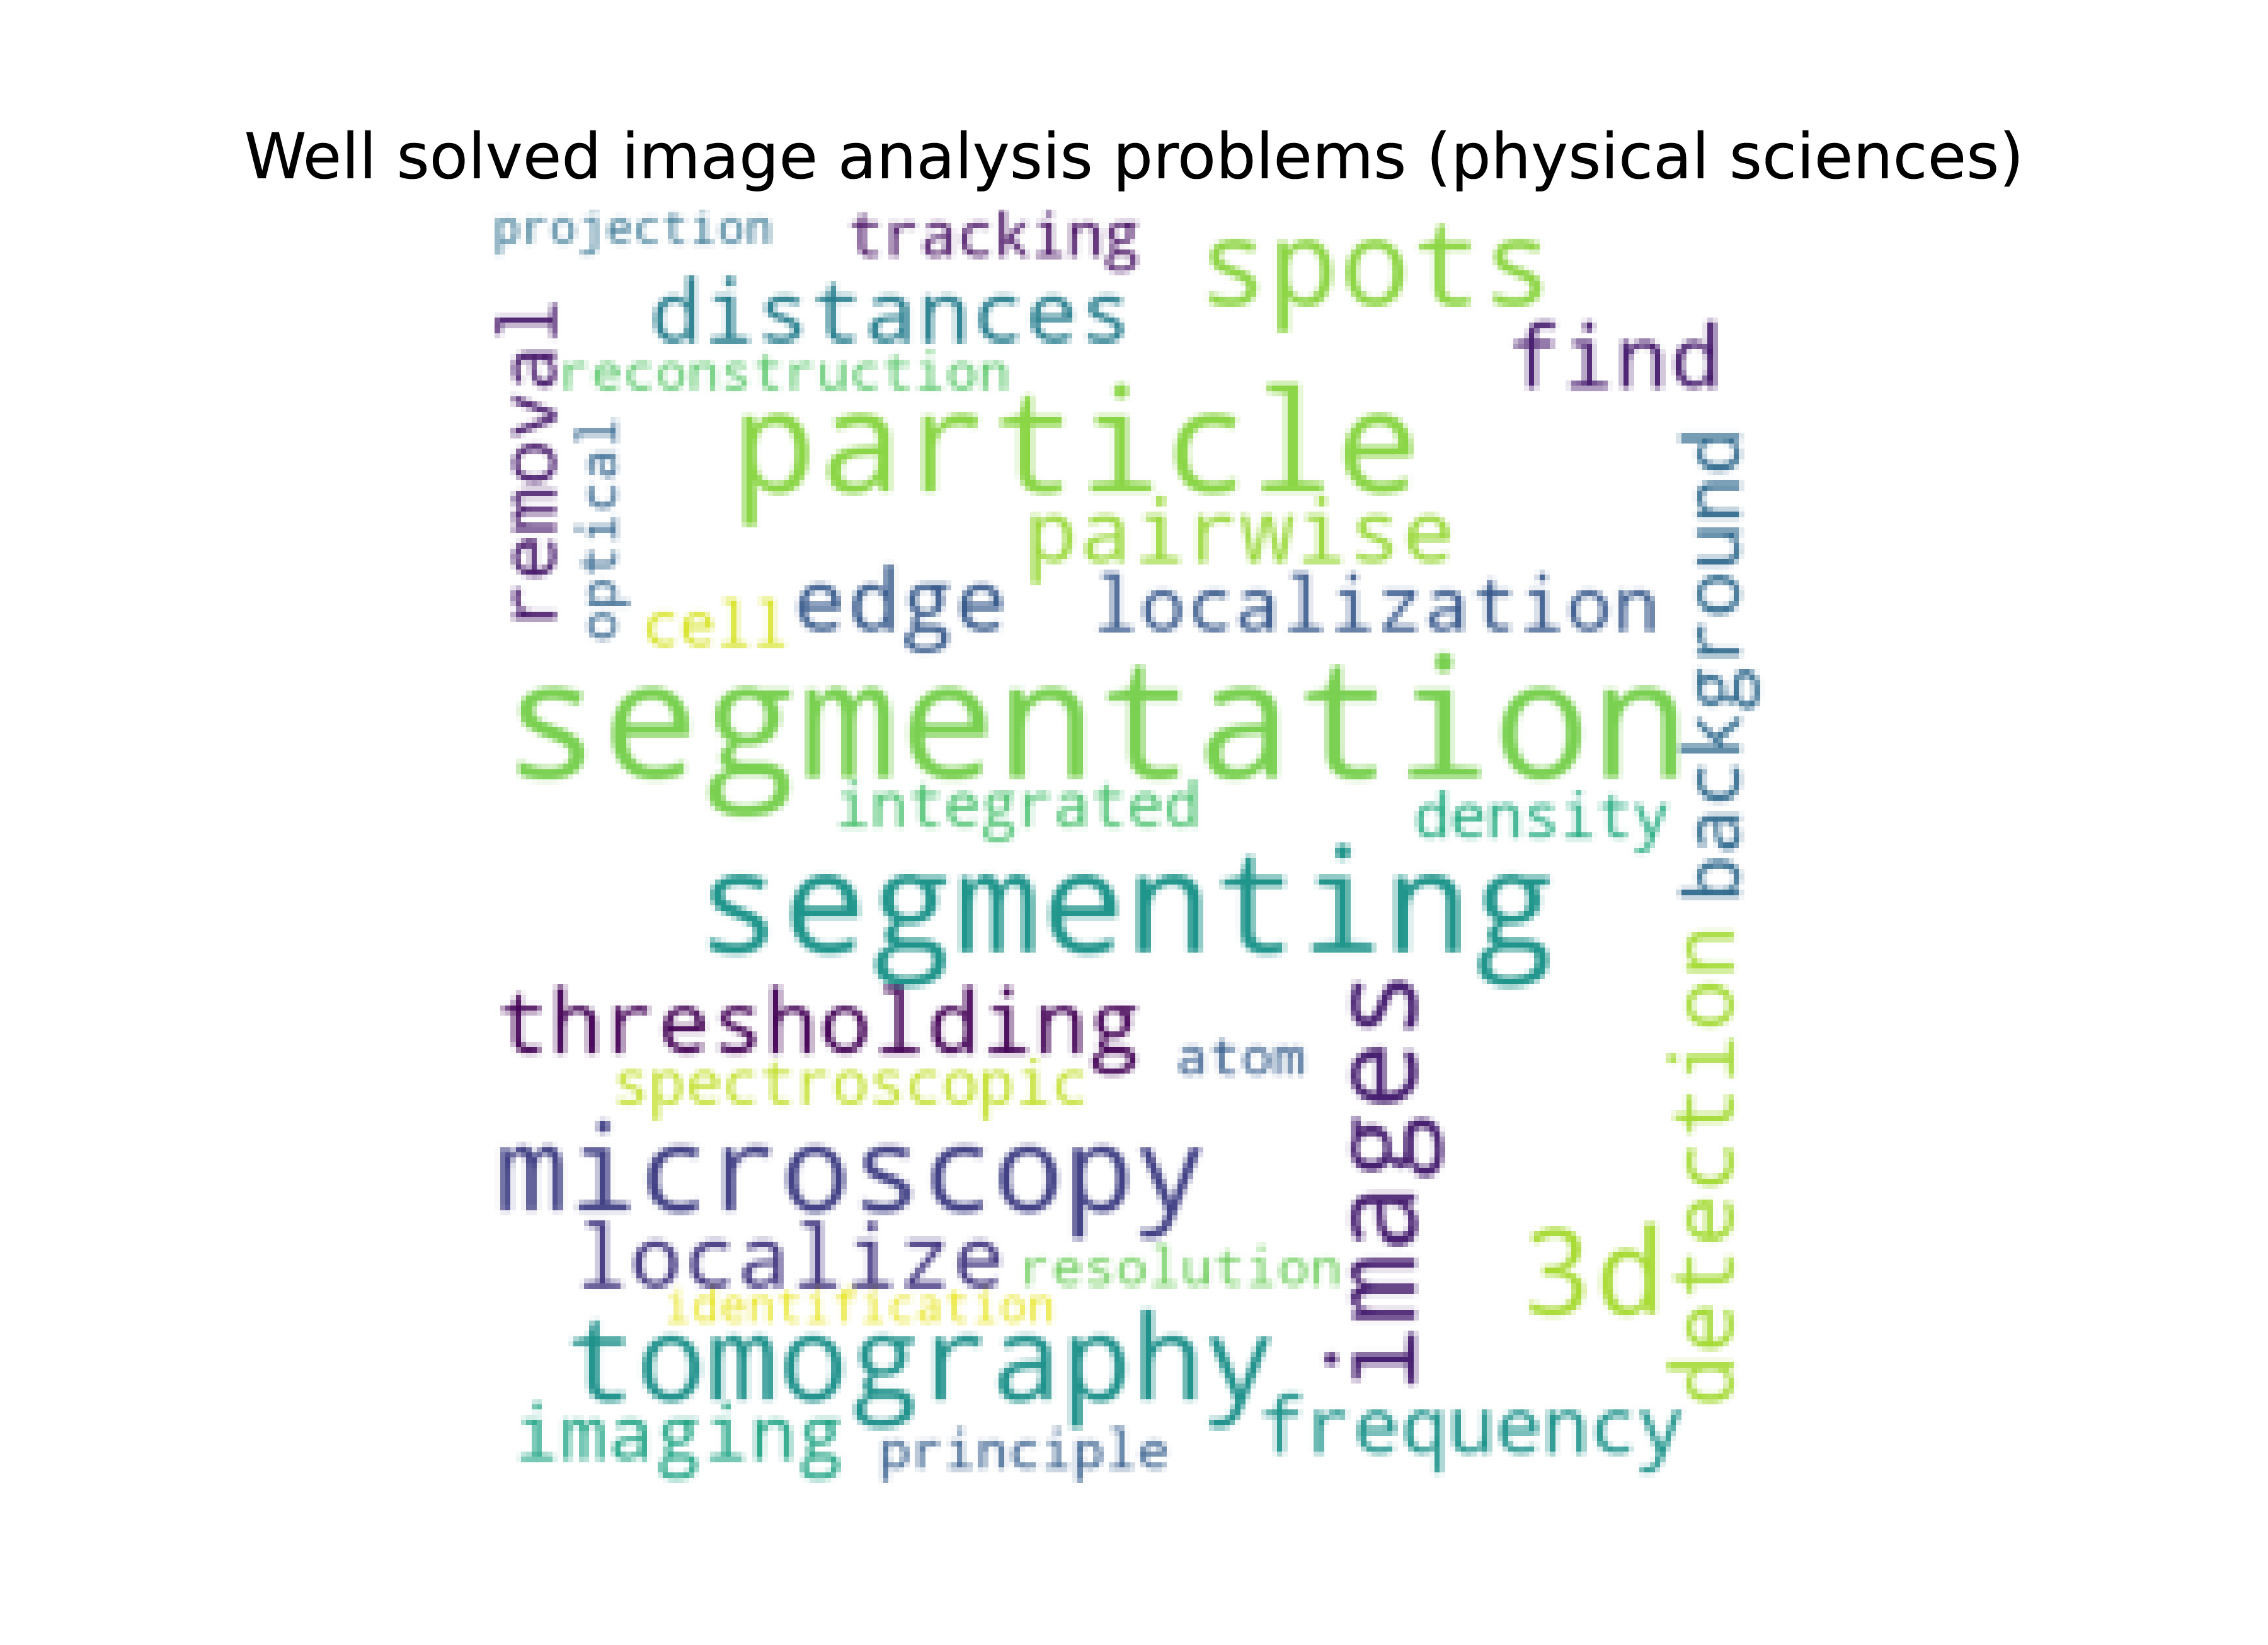 Well solved image analysis problems (physical sciences)
projection
tracking
spots
distances
find
removal
reconstruction
particle
optical
pairwise
background
cell
edge
localization
segmentation
integrated
density
segmenting
thresholding
images
detection
atom
spectroscopic
microscopy
localize
resolution
3d
identification
tomography
frequency
imaging
principle